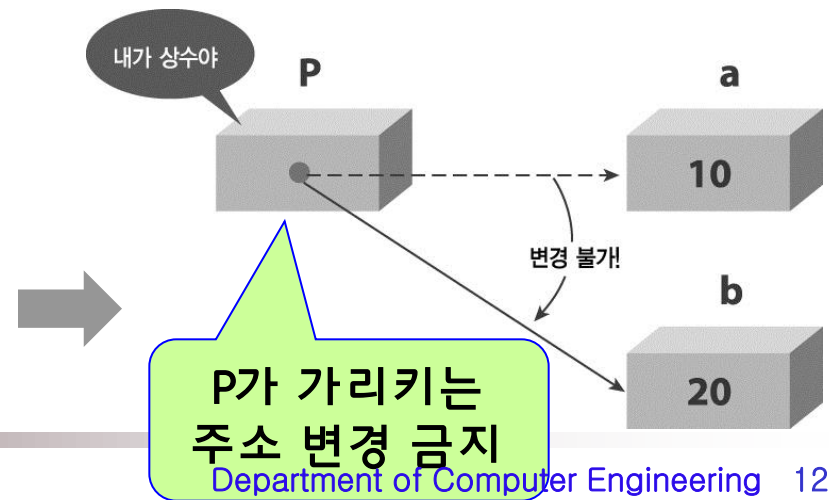 내가 상수야
P
a
10
변경 불가!
b
20
P가 가리키는
주소 변경 금지
Department of Computer Engineering 12